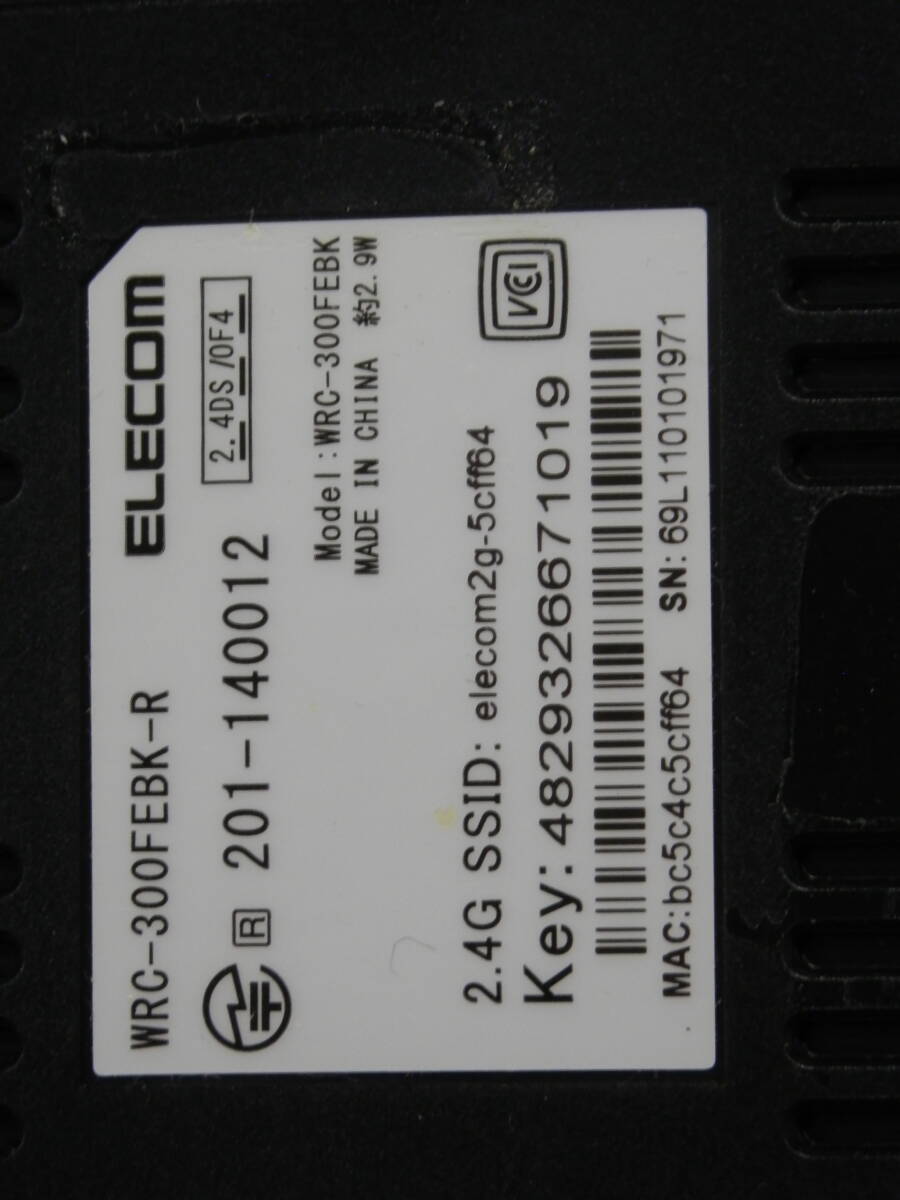 WRC-300FEBK-R ELECOM
R 201-140012 2.4DS/OF4
Model:WRC-300FEBK
MADE IN CHINA 約2.9W
2.4G SSID: elecom2g-5cff64
VCCI
Key:4829326671019
MAC:bc5c4c5cff64 SN:69L110101971